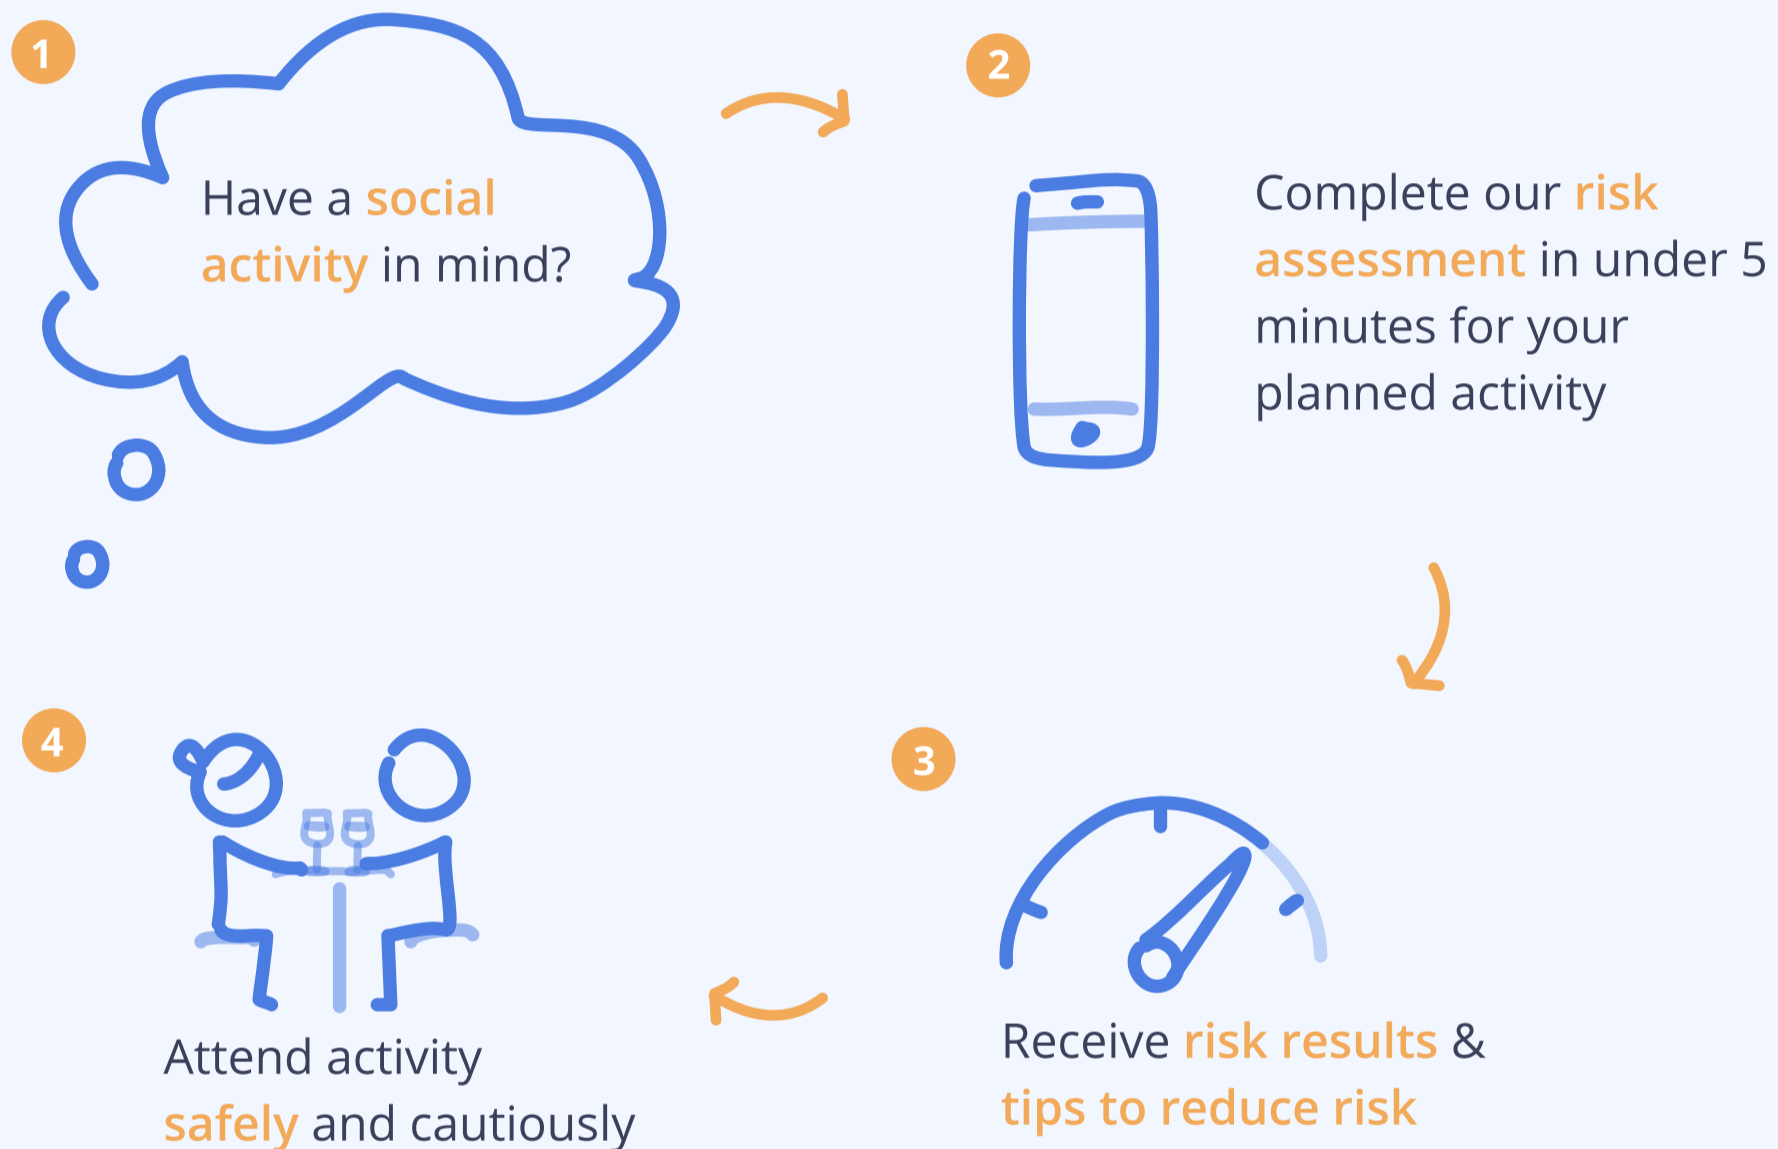 1
Have a social
activity in mind?
2
Complete our risk
assessment in under 5
minutes for your
planned activity
3
Receive risk results &
tips to reduce risk
4
Attend activity
safely and cautiously